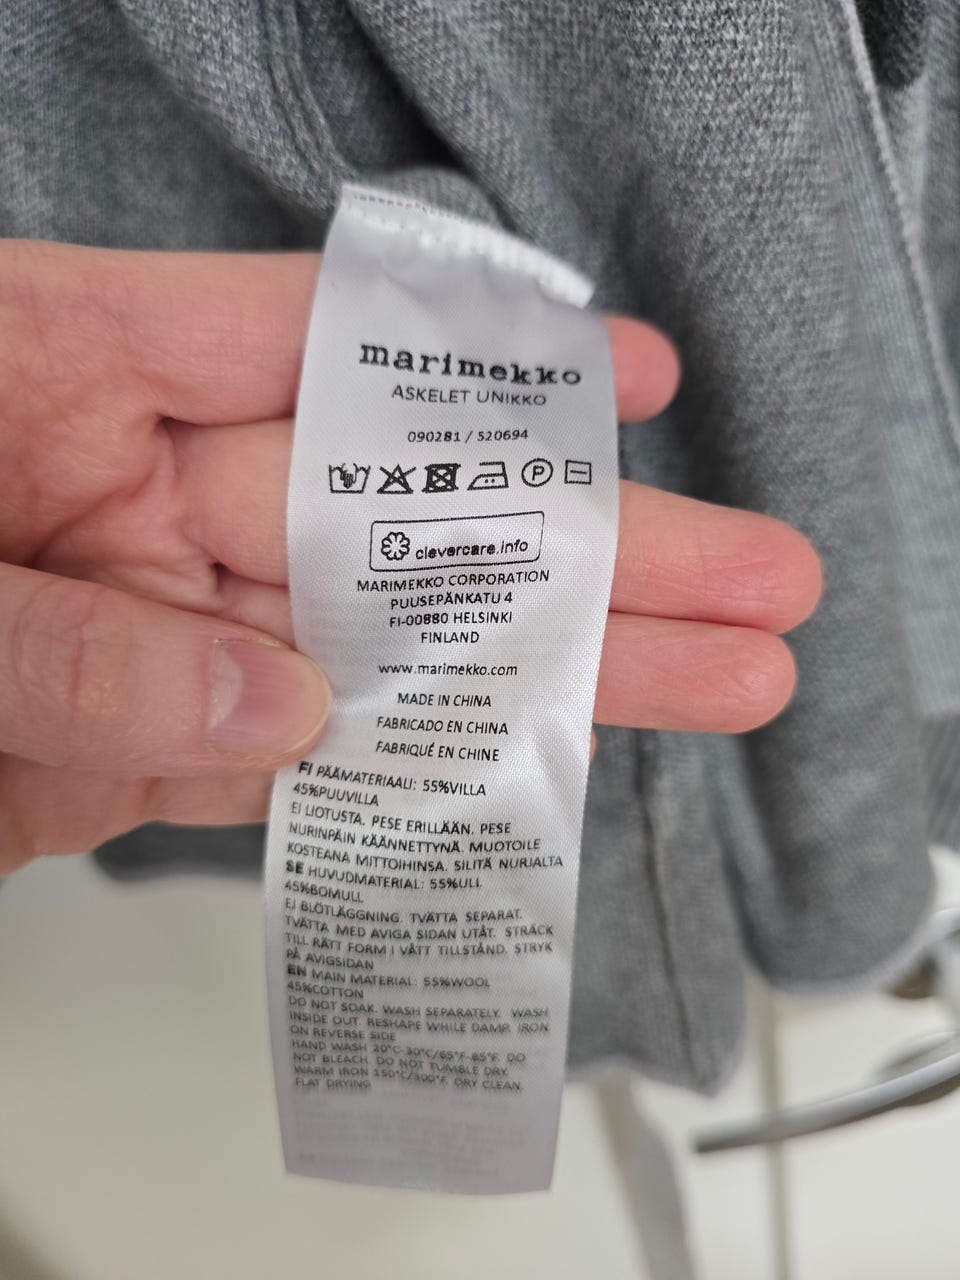 marimekko
ASKELET UNIKKO
090281 / 520694
P
clevercare.info
MARIMEKKO CORPORATION
PUUSEPÄNKATU 4
FI-00880 HELSINKI
FINLAND
www.marimekko.com
MADE IN CHINA
FABRICADO EN CHINA
FABRIQUÉ EN CHINE
FI PÄÄMATERIAALI: 55%VILLA
45%PUUVILLA
EI LIOTUSTA. PESE ERILLÄÄN. PESE
NURINPÄIN KÄÄNNETTYNÄ. MUOTOILE
KOSTEANA MITTOIHINSA. SILITÄ NURJALTA
SE HUVUDMATERIAL: 55%ULL
45%BOMULL
EJ BLÖTLÄGGNING. TVÄTTA SEPARAT.
TVÄTTA MED AVIGA SIDAN UTÅT. STRÄCK
TILL RÄTT FORM I VÅTT TILLSTÅND. STRYK
PÅ AVIGSIDAN
EN MAIN MATERIAL: 55%WOOL
45%COTTON
DO NOT SOAK. WASH SEPARATELY. WASH
INSIDE OUT. RESHAPE WHILE DAMP. IRON
ON REVERSE SIDE
HAND WASH 20°C-30°C/65°F-85°F. DO
NOT BLEACH. DO NOT TUMBLE DRY.
WARM IRON 150°C/300°F. DRY CLEAN.
FLAT DRYING